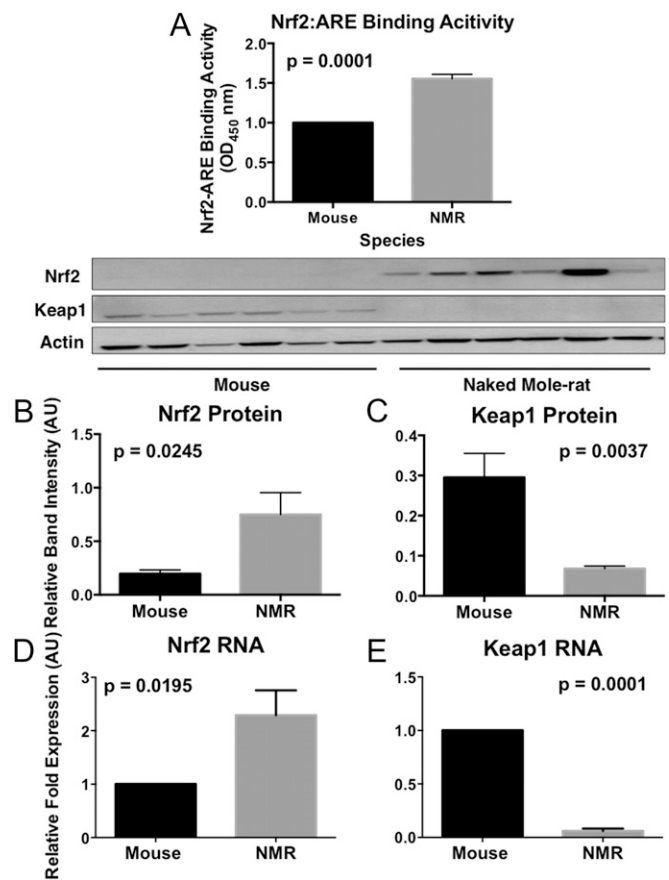 A
Nrf2:ARE Binding Acitivity
Nrf2-ARE Binding Activity
(OD450 nm)
2.0
1.5
1.0
0.5
0.0
p = 0.0001
Mouse
NMR
Species
Nrf2
Keap1
Actin
Mouse
Naked Mole-rat
B
Nrf2 Protein
Relative Band Intensity (AU)
1.5
1.0
0.5
0.0
p = 0.0245
Mouse
NMR
C
Keap1 Protein
0.4
0.3
0.2
0.1
0.0
p = 0.0037
Mouse
NMR
D
Nrf2 RNA
Relative Fold Expression (AU)
3
2
1
0
p = 0.0195
Mouse
NMR
E
Keap1 RNA
1.5
1.0
0.5
0.0
p = 0.0001
Mouse
NMR